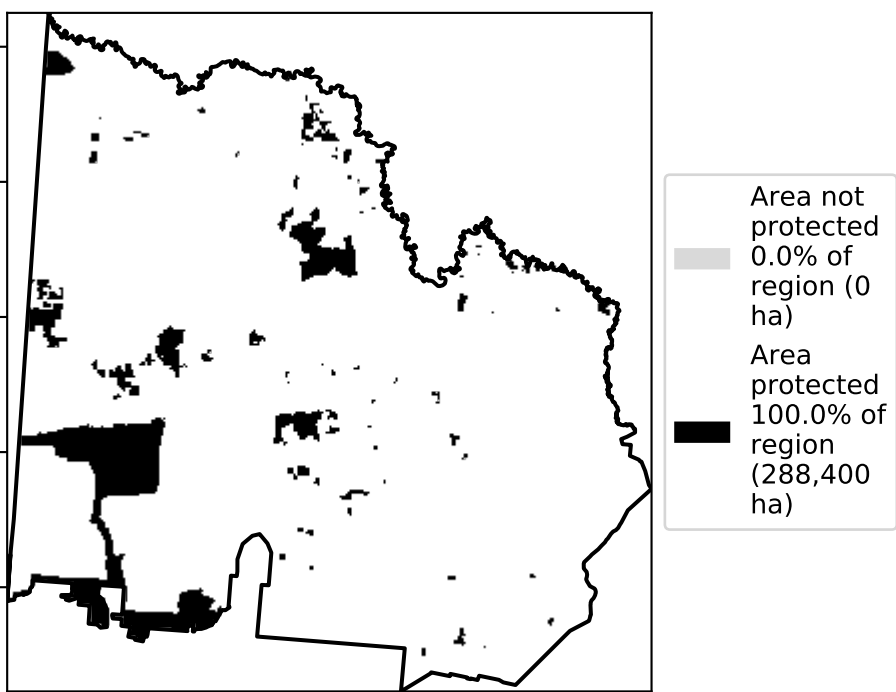 Area not
protected
0.0% of
region (0
ha)
Area
protected
100.0% of
region
(288,400
ha)